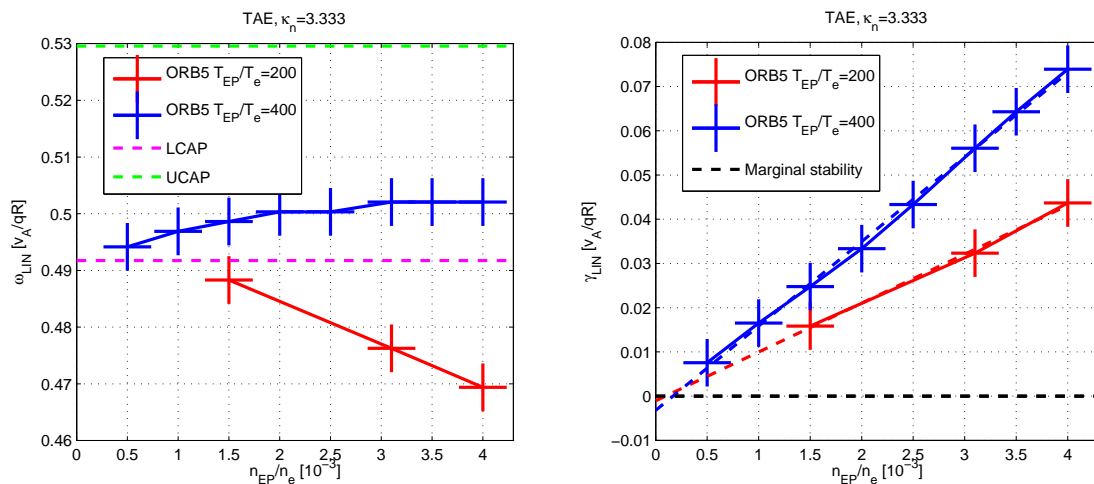 TAE, κn=3.333
0.53
0.52
0.51
0.5
0.49
0.48
0.47
0.46
ωLIN [vA/qR]
ORB5 TEP/Te=200
ORB5 TEP/Te=400
LCAP
UCAP
0 0.5 1 1.5 2 2.5 3 3.5 4
nEP/ne [10−3]
TAE, κn=3.333
0.08
0.07
0.06
0.05
0.04
0.03
0.02
0.01
0
−0.01
γLIN [vA/qR]
ORB5 TEP/Te=200
ORB5 TEP/Te=400
Marginal stability
0 0.5 1 1.5 2 2.5 3 3.5 4
nEP/ne [10−3]